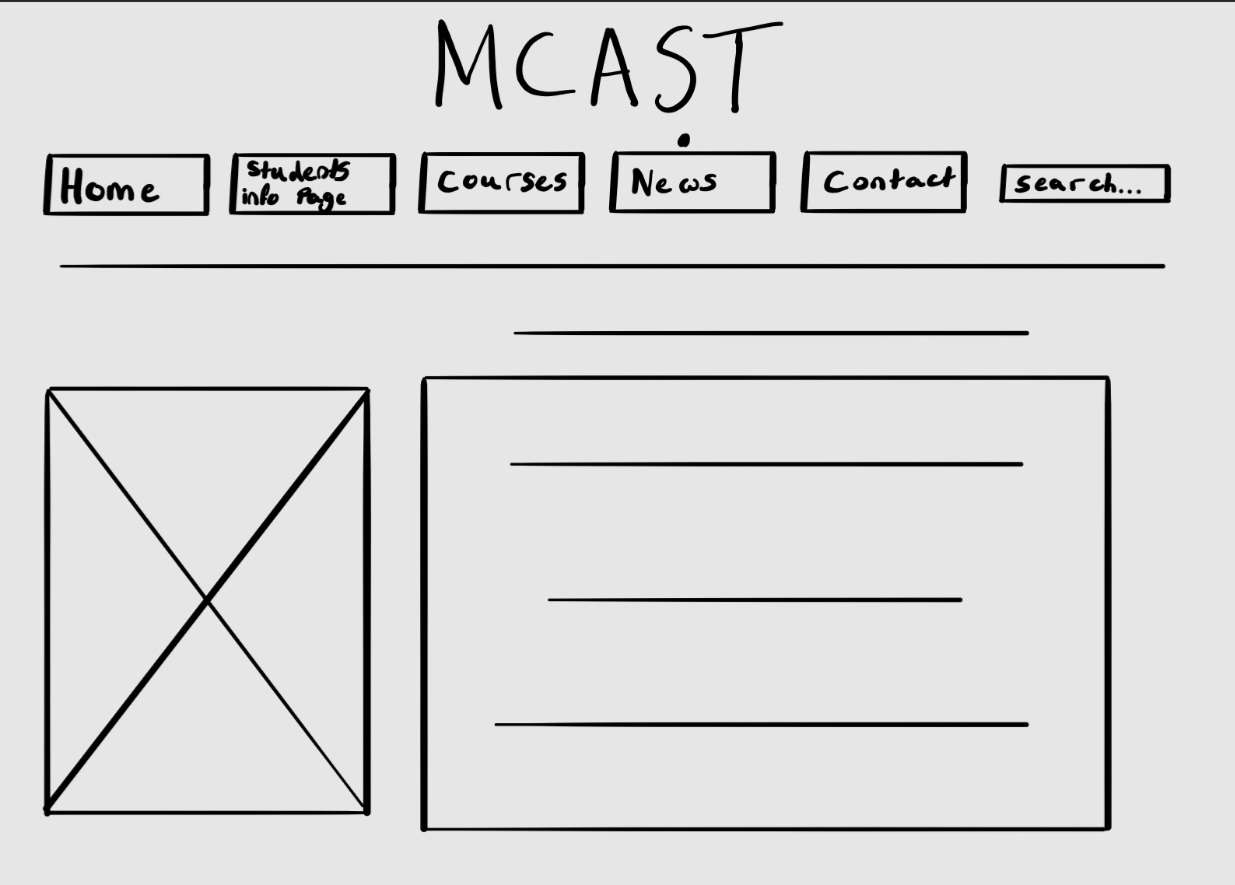 MCAST
Home
Students
info Page
Courses
News
Contact
search...